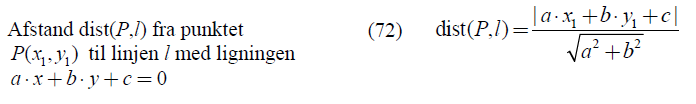 Afstand dist(P,l) fra punktet
P(x₁, y₁) til linjen l med ligningen
a·x+b·y+c=0
(72) dist(P,l)=|a·x₁+b·y₁+c|/√(a²+b²)